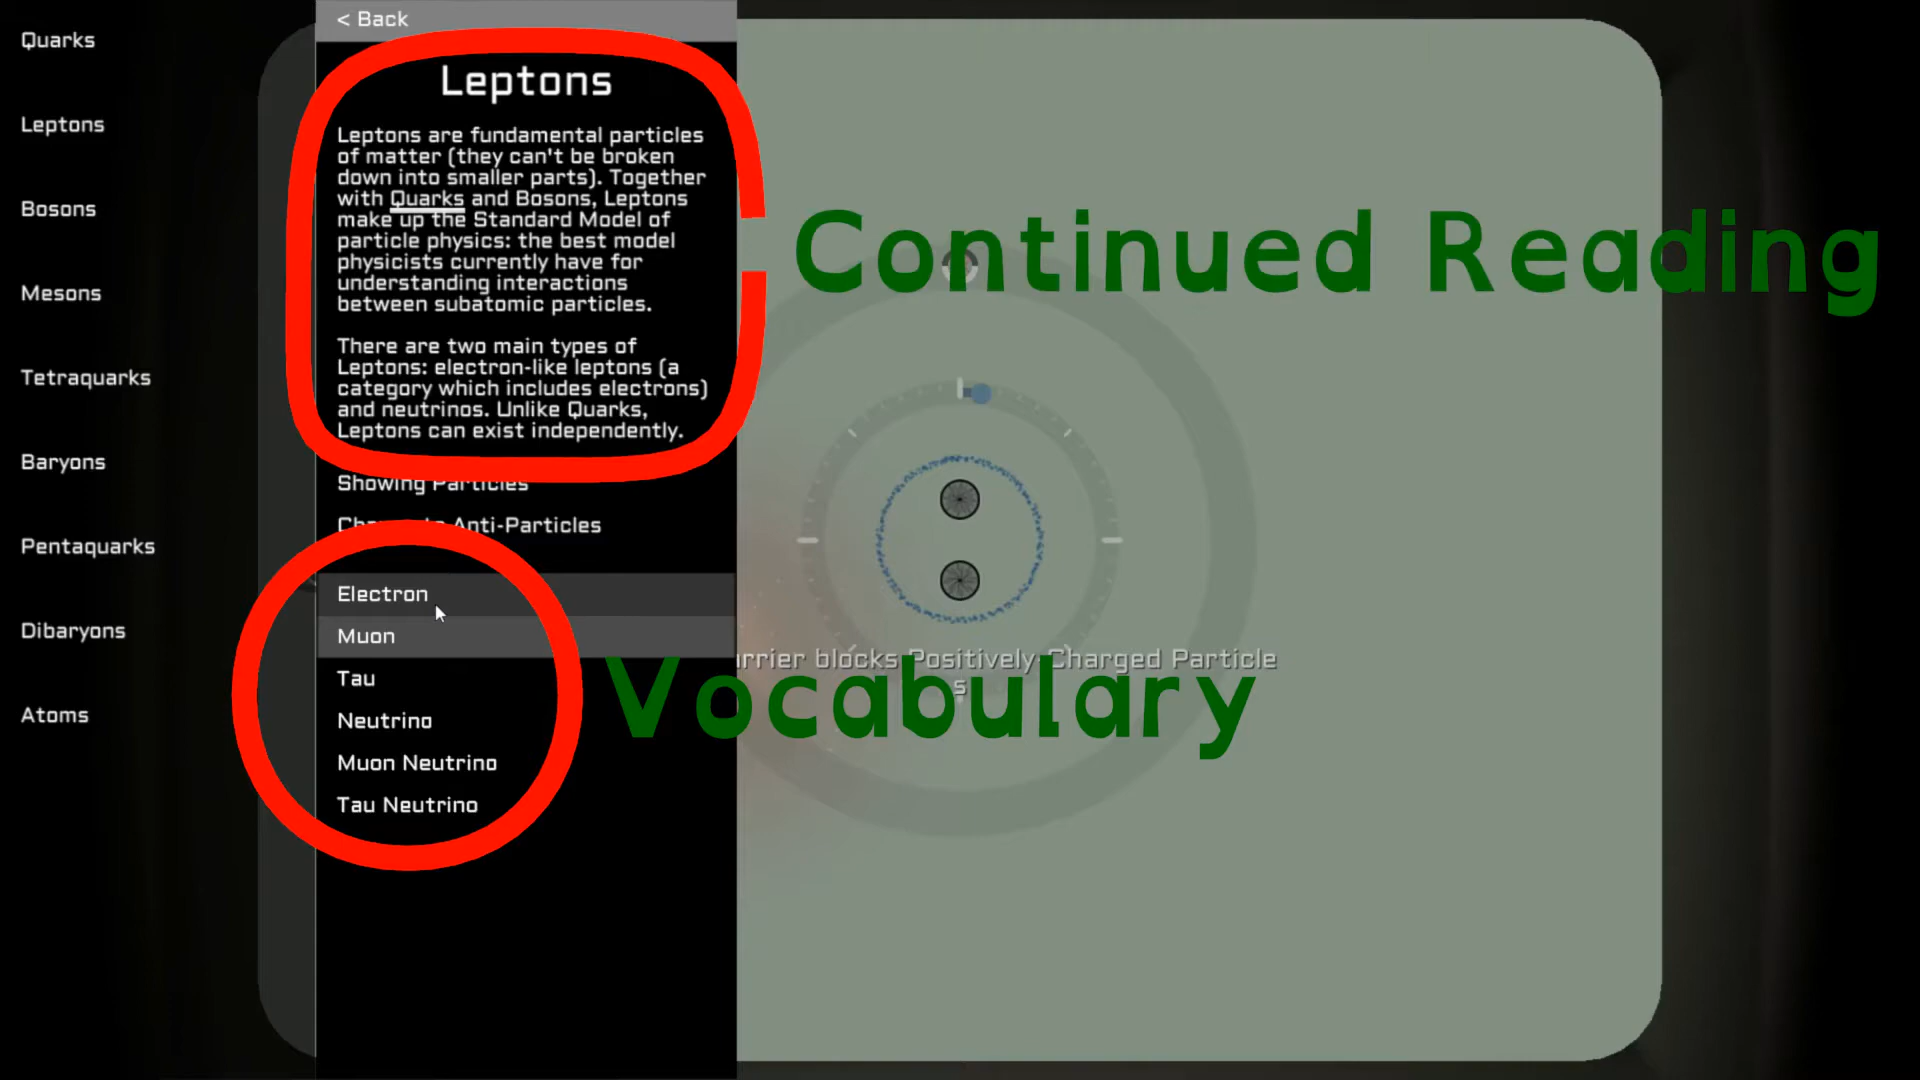 Quarks
Leptons
Bosons
Mesons
Tetraquarks
Baryons
Pentaquarks
Dibaryons
Atoms
< Back
Leptons
Leptons are fundamental particles
of matter (they can't be broken
down into smaller parts). Together
with Quarks and Bosons, Leptons
make up the Standard Model of
particle physics: the best model
physicists currently have for
understanding interactions
between subatomic particles.
There are two main types of
Leptons: electron-like leptons (a
category which includes electrons)
and neutrinos. Unlike Quarks,
Leptons can exist independently.
Showing Particles
Anti-Particles
Electron
Muon
Tau
Neutrino
Muon Neutrino
Tau Neutrino
Continued Reading
blocks Positively Charged Particle
s
Vocabulary